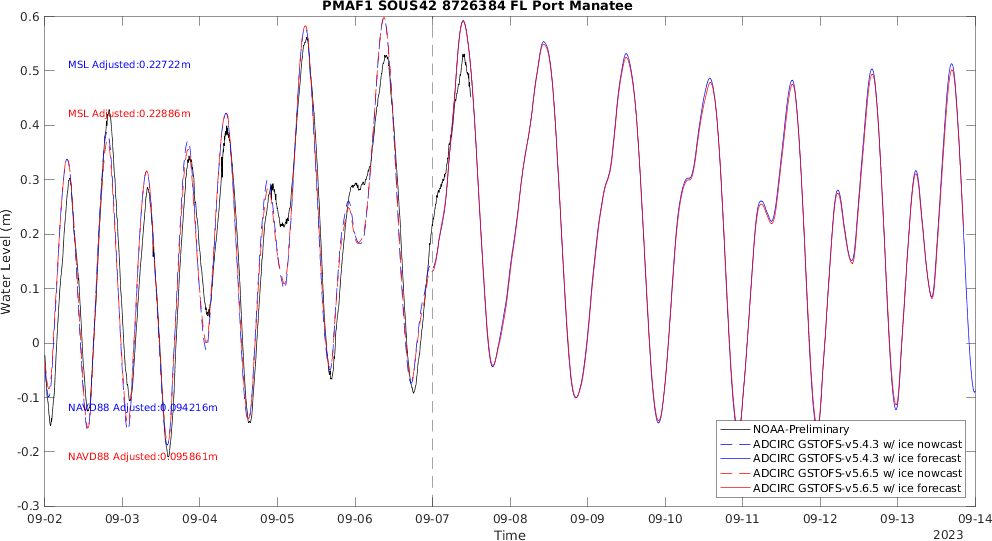 PMAF1 SOUS42 8726384 FL Port Manatee
0.6
0.5
0.4
0.3
0.2
0.1
0
-0.1
-0.2
-0.3
Water Level (m)
MSL Adjusted:0.22722m
MSL Adjusted:0.22886m
NAVD88 Adjusted:0.094216m
NAVD88 Adjusted:0.095861m
NOAA-Preliminary
ADCIRC GSTOFS-v5.4.3 w/ ice nowcast
ADCIRC GSTOFS-v5.4.3 w/ ice forecast
ADCIRC GSTOFS-v5.6.5 w/ ice nowcast
ADCIRC GSTOFS-v5.6.5 w/ ice forecast
09-02 09-03 09-04 09-05 09-06 09-07 09-08 09-09 09-10 09-11 09-12 09-13 09-14
Time
2023